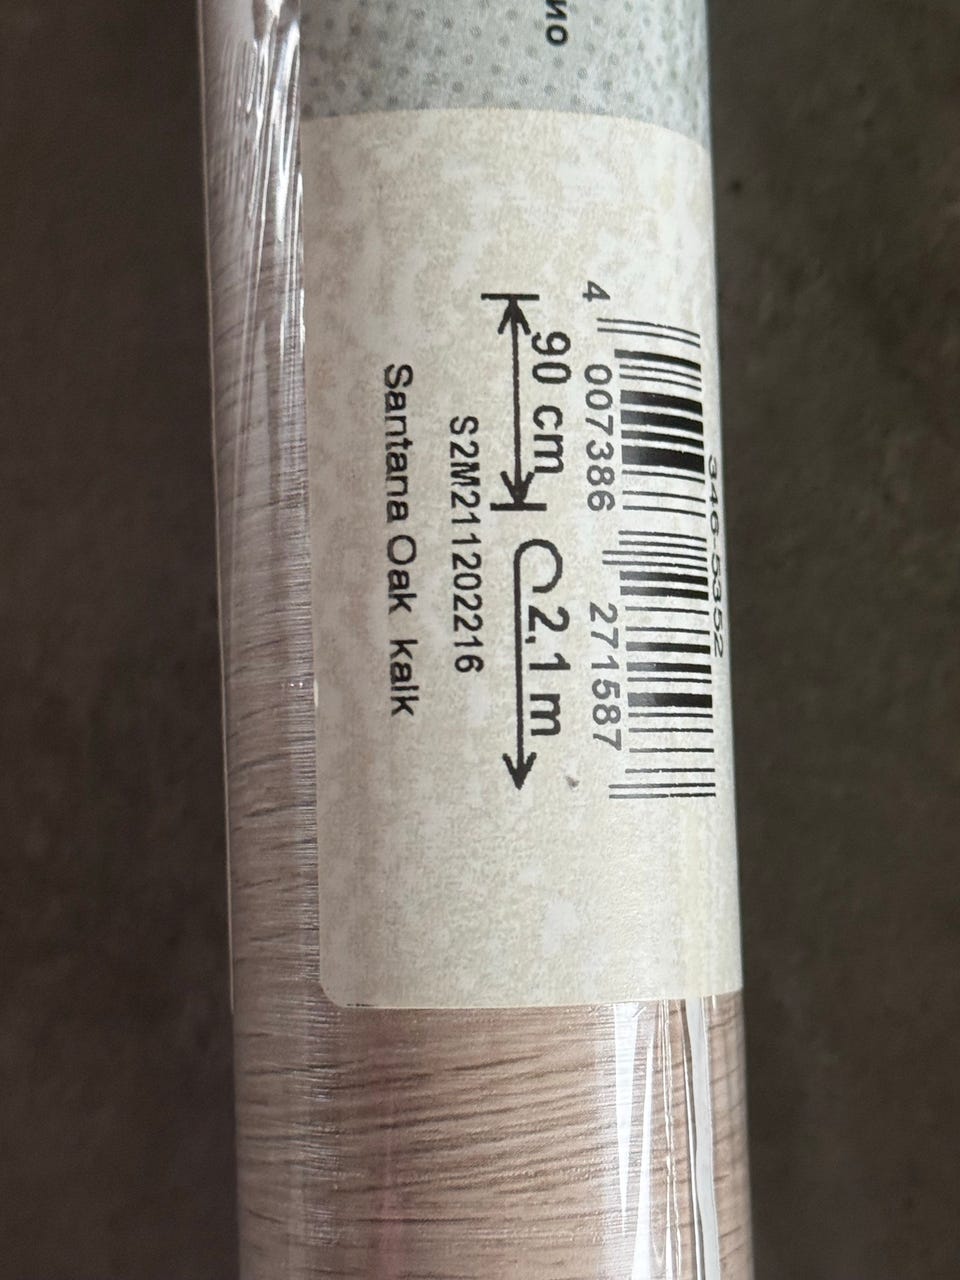 346-5352
4 007386 271587
90 cm 2,1 m
S2M211202216
Santana Oak kalk